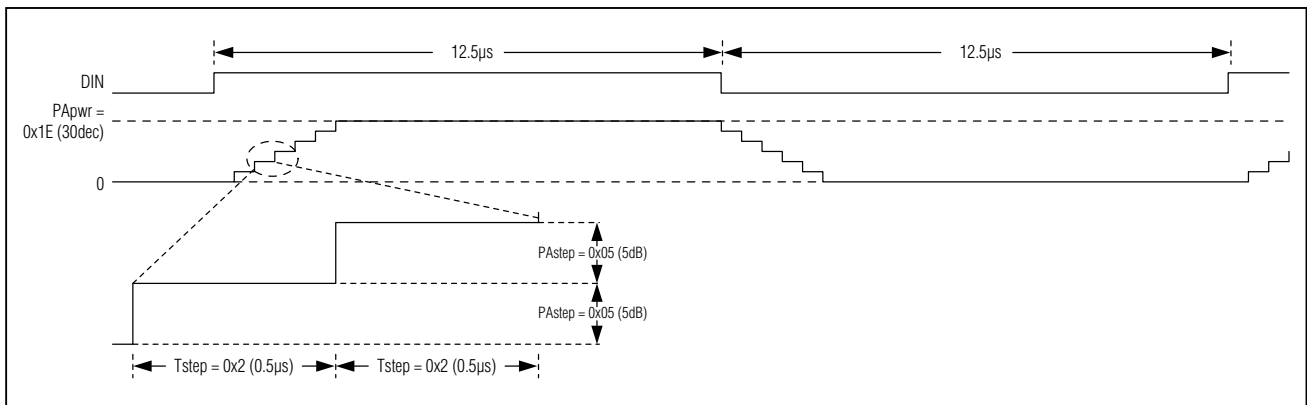 12.5µs 12.5µs
DIN
PApwr =
0x1E (30dec)
0
PAstep = 0x05 (5dB)
PAstep = 0x05 (5dB)
Tstep = 0x2 (0.5µs) Tstep = 0x2 (0.5µs)